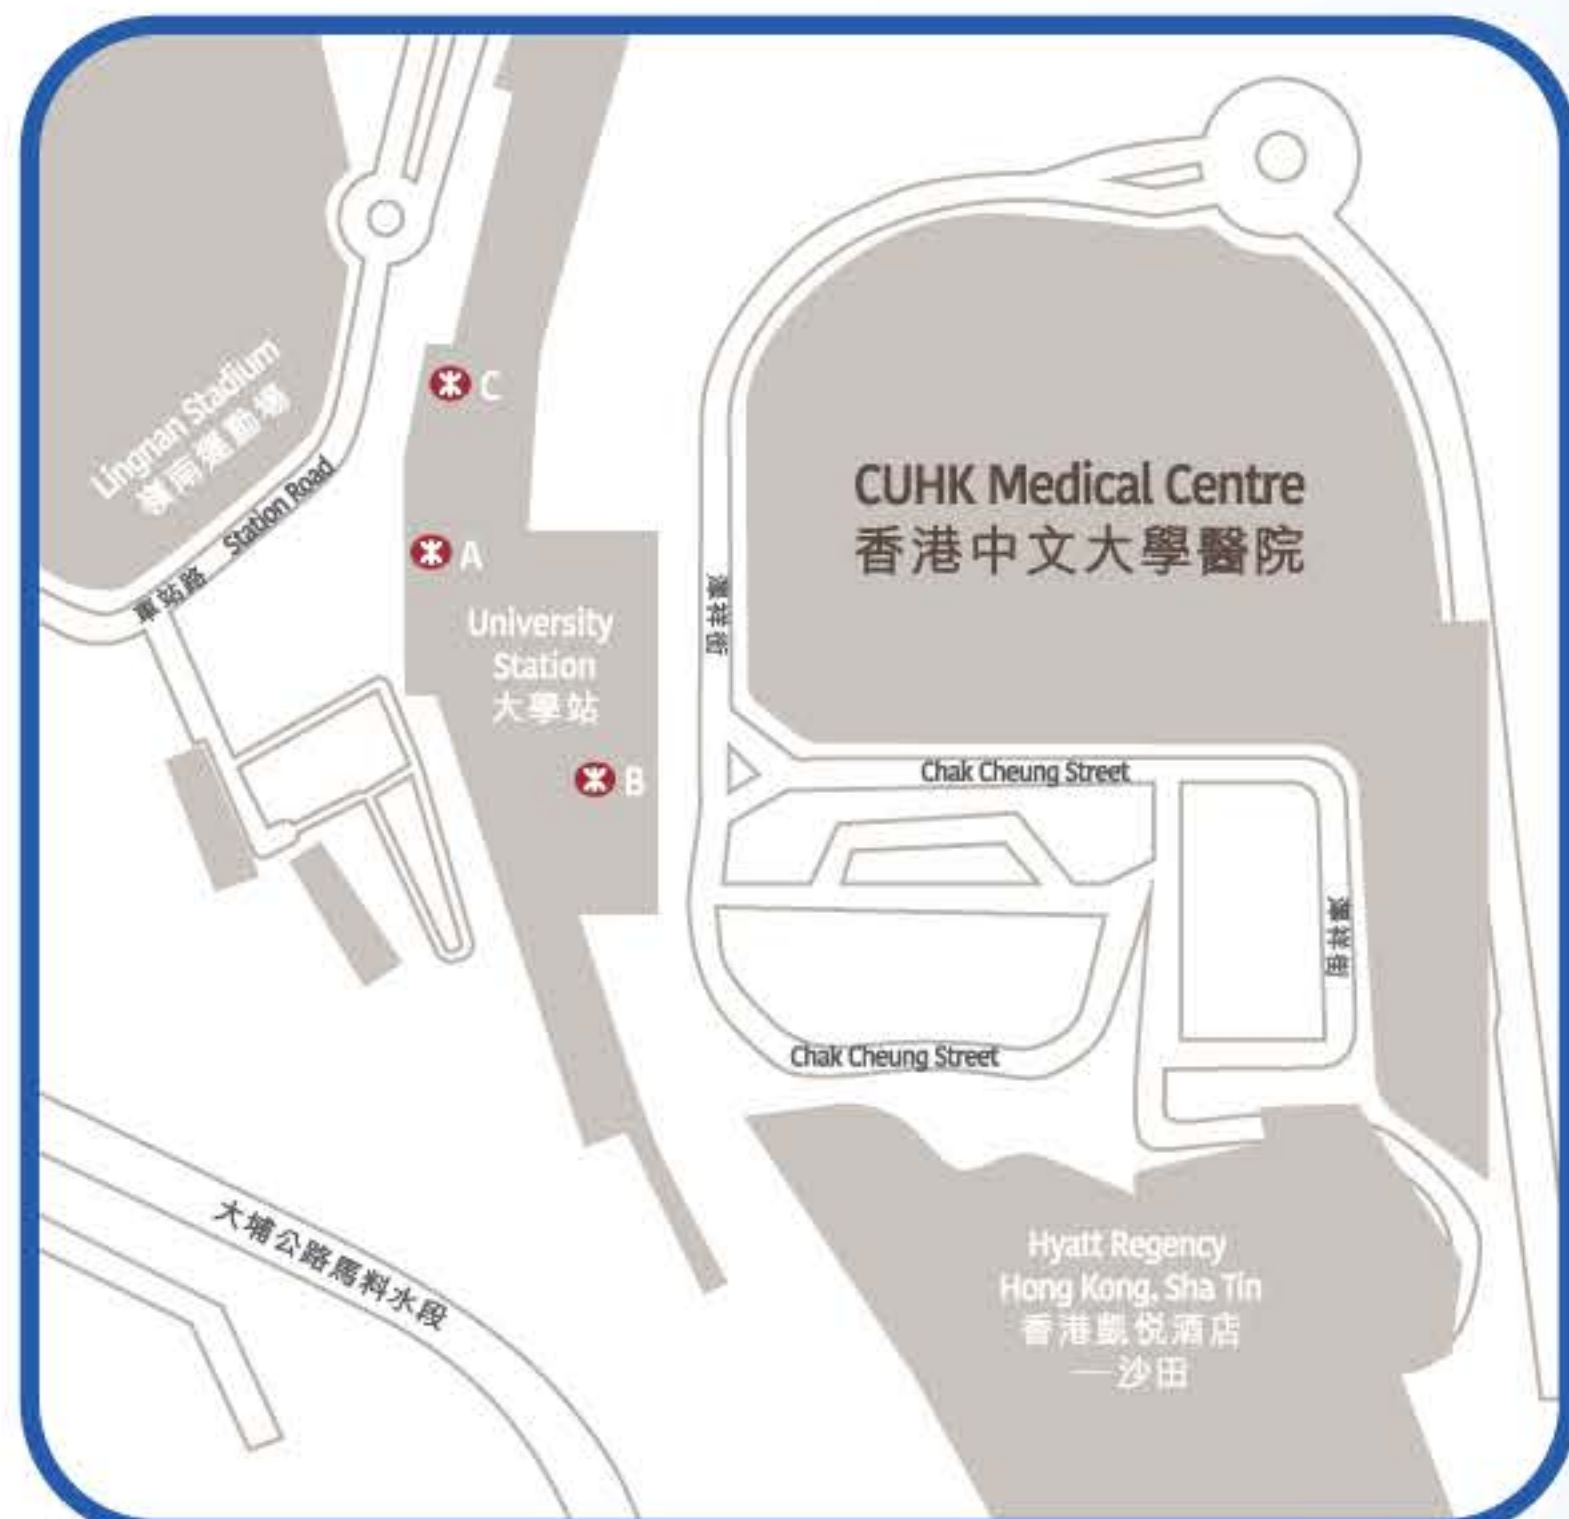 C
Lingnan Stadium
嶺南運動場
Station Road
車站路
A
University
Station
大學站
B
CUHK Medical Centre
香港中文大學醫院
澤祥街
Chak Cheung Street
澤祥街
Chak Cheung Street
大埔公路馬料水段
Hyatt Regency
Hong Kong, Sha Tin
香港凱悅酒店
—沙田